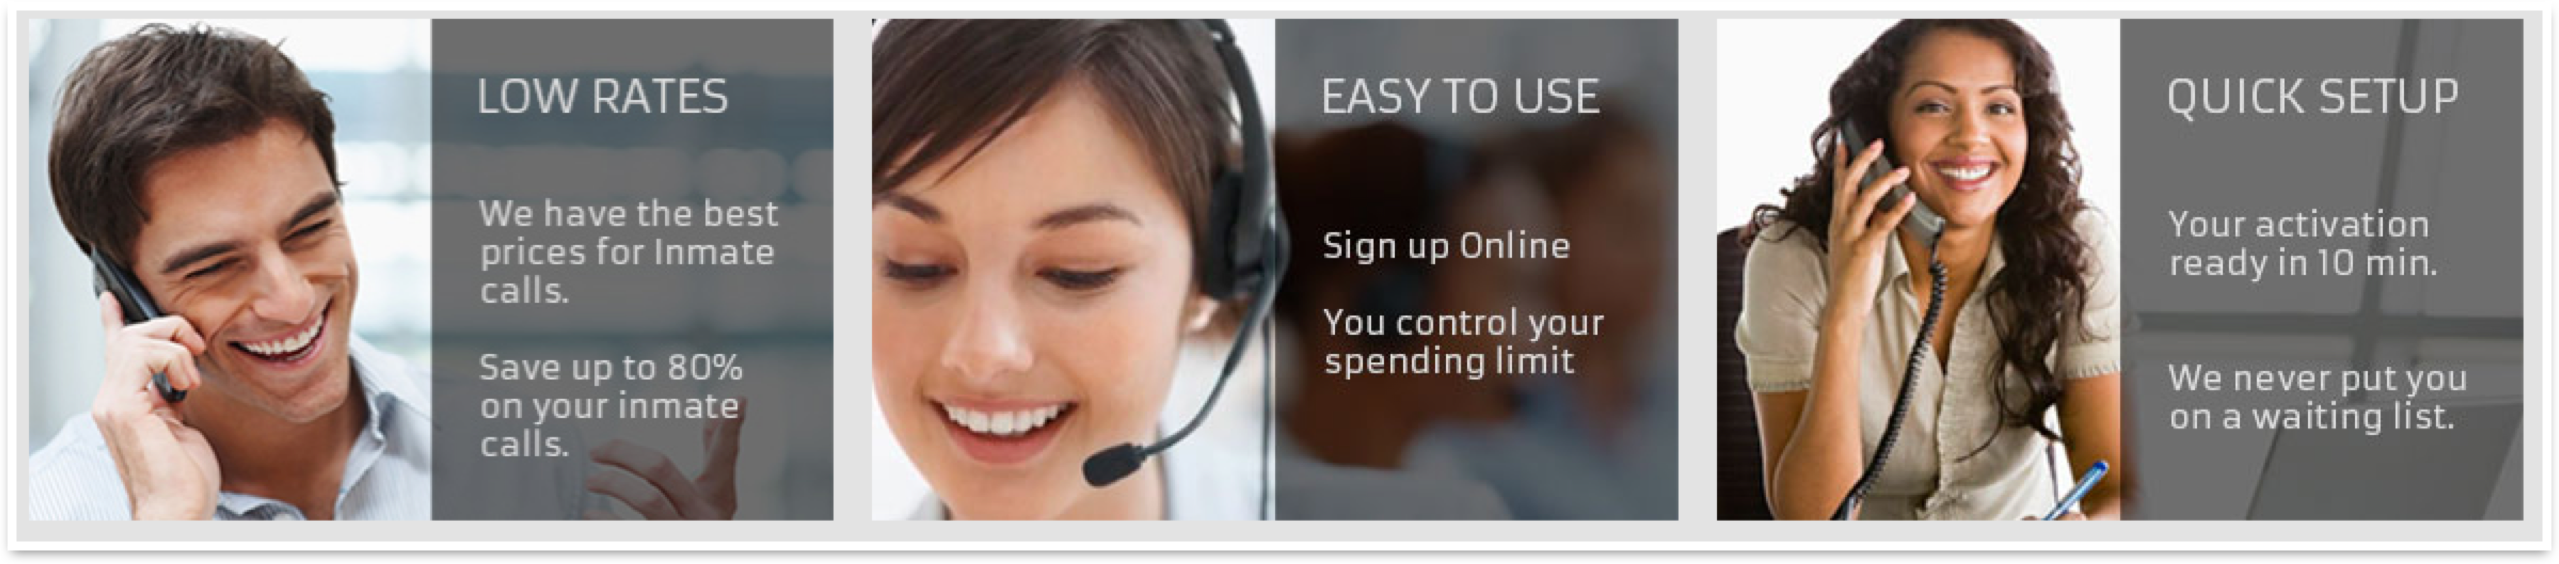 LOW RATES
We have the best
prices for Inmate
calls.
Save up to 80%
on your inmate
calls.
EASY TO USE
Sign up Online
You control your
spending limit
QUICK SETUP
Your activation
ready in 10 min.
We never put you
on a waiting list.